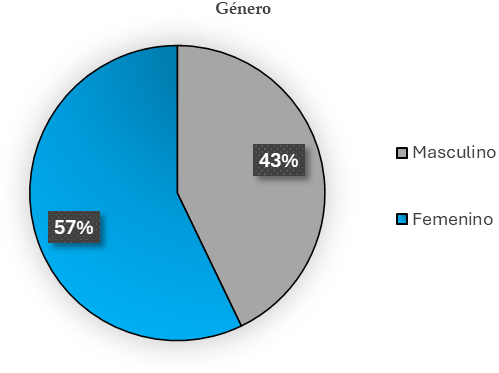 Género
43%
Masculino
57%
Femenino